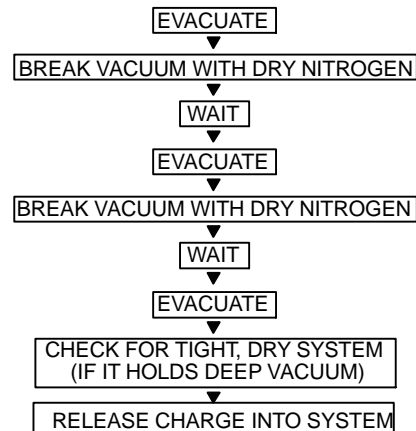 EVACUATE
BREAK VACUUM WITH DRY NITROGEN
WAIT
EVACUATE
BREAK VACUUM WITH DRY NITROGEN
WAIT
EVACUATE
CHECK FOR TIGHT, DRY SYSTEM
(IF IT HOLDS DEEP VACUUM)
RELEASE CHARGE INTO SYSTEM